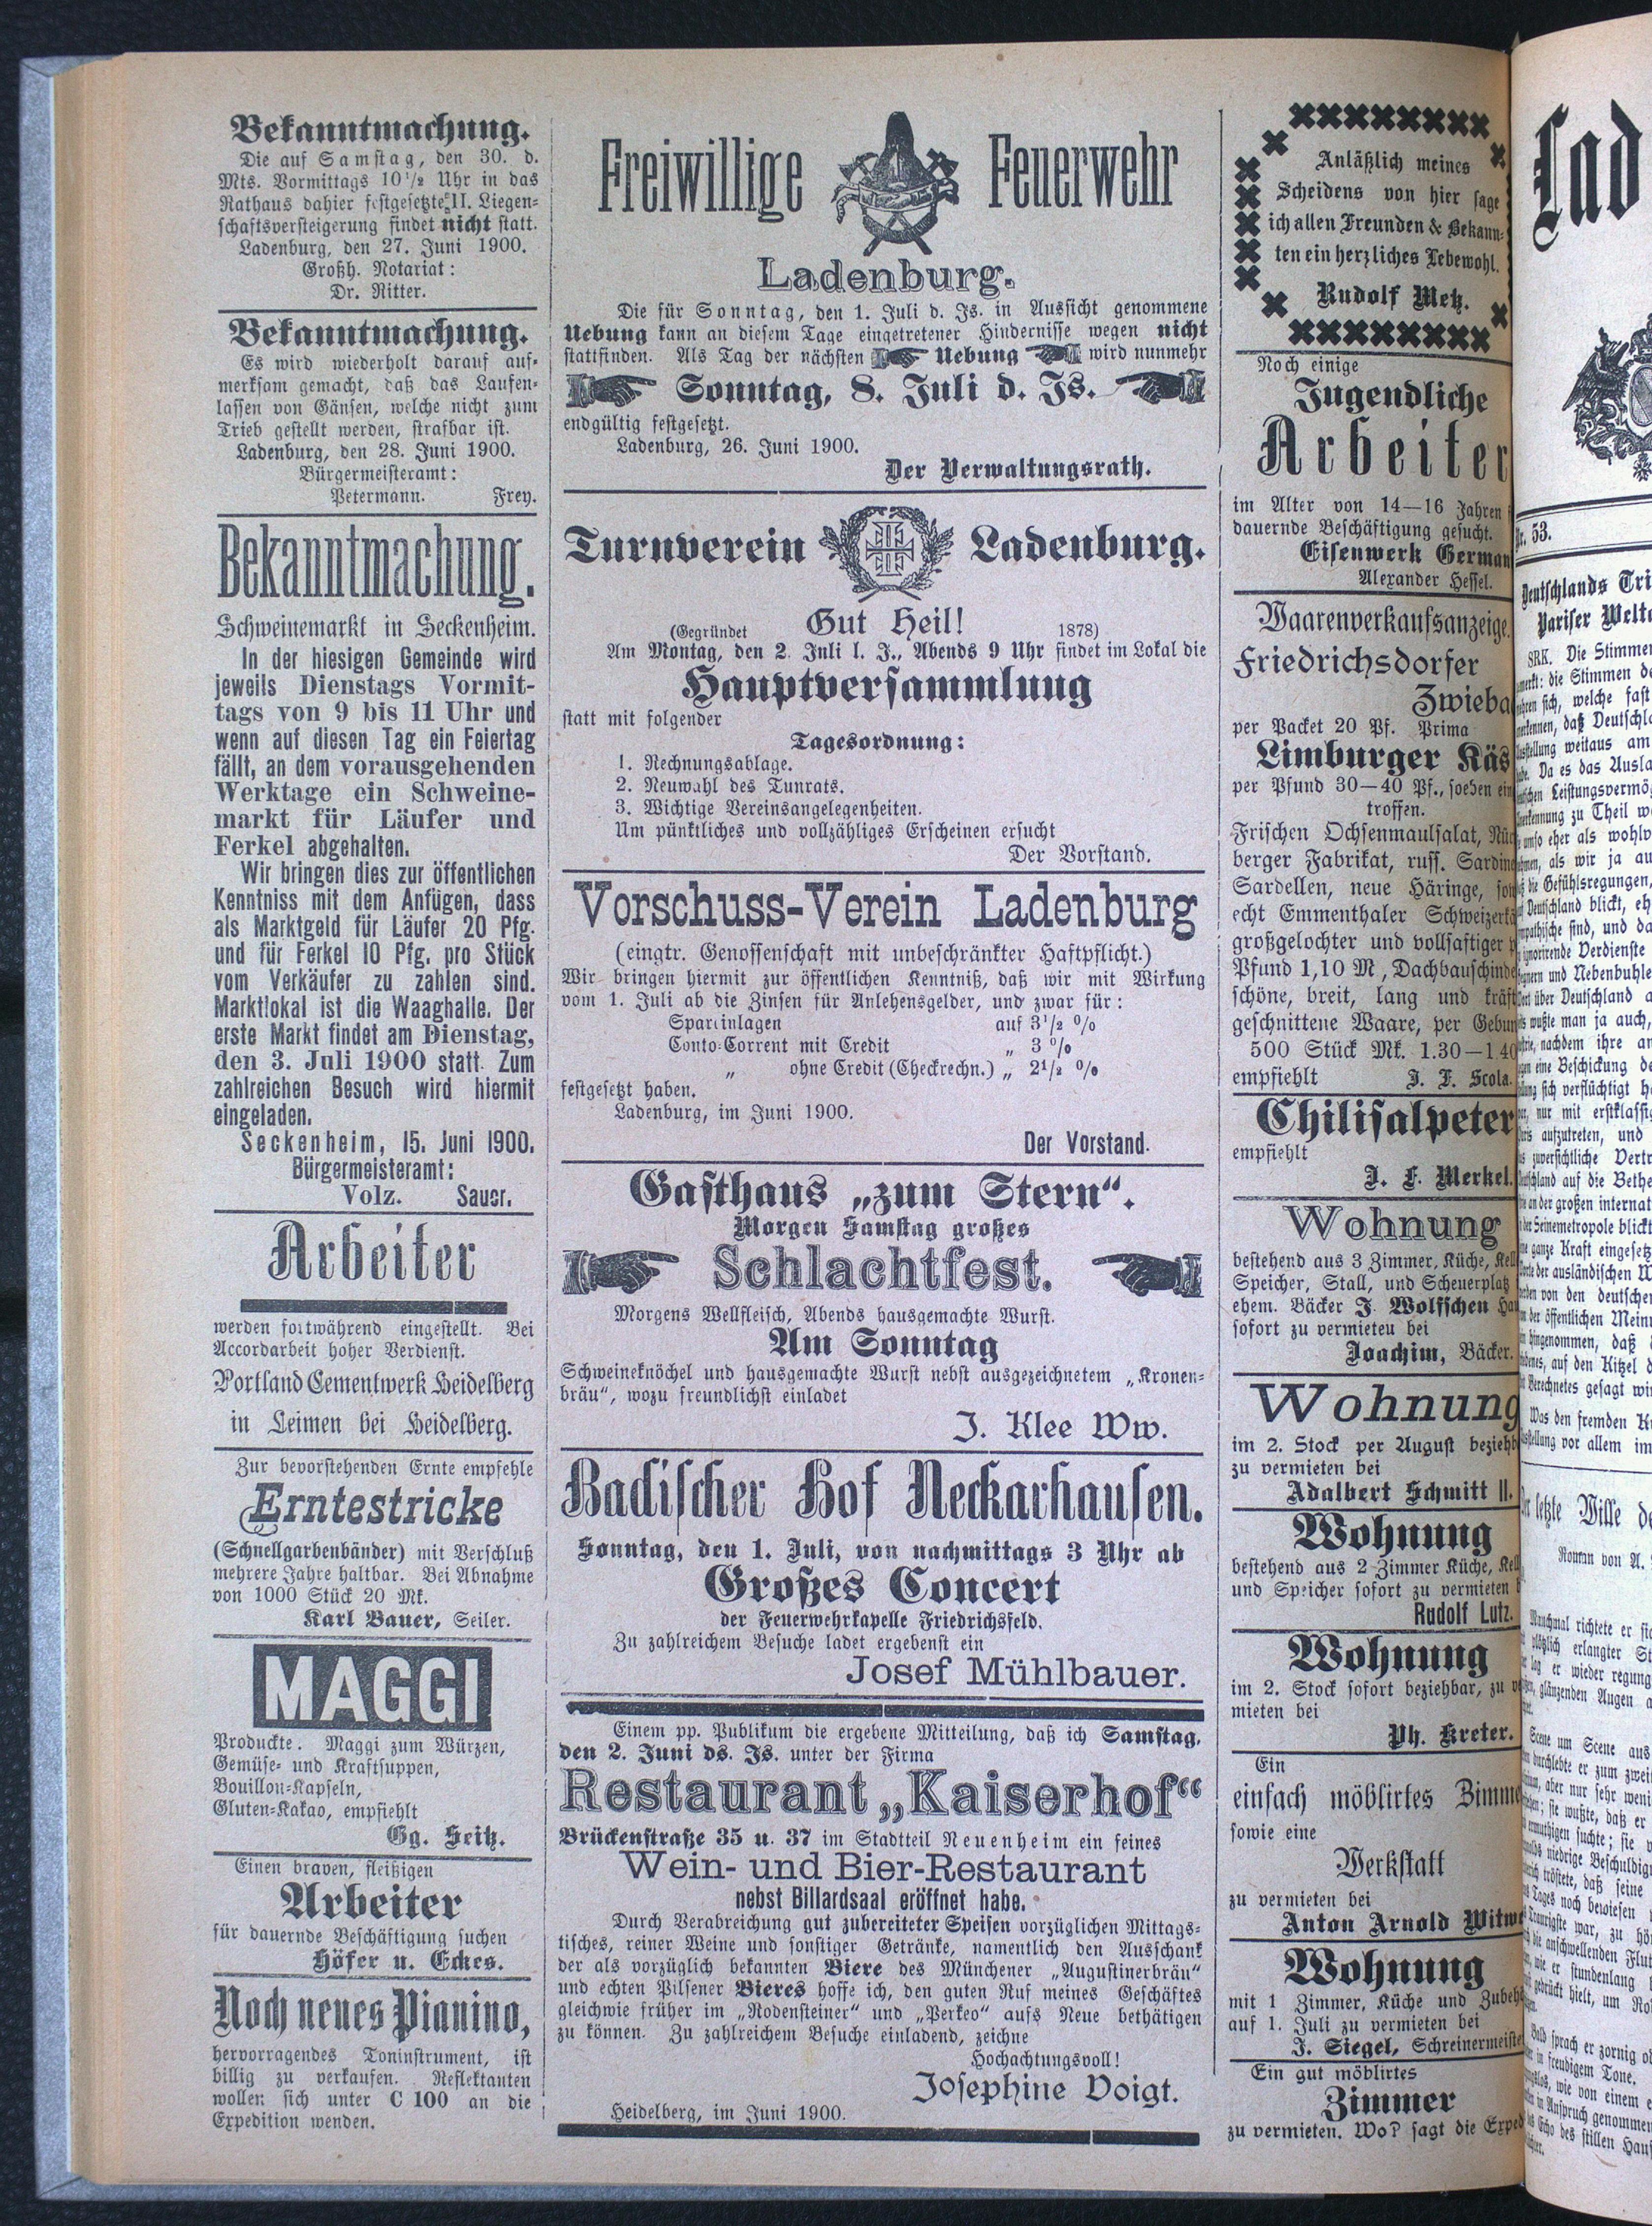 Bekanntmachung.
Die auf Samstag, den 30. d.
Mts. Vormittags 10½ Uhr in das
Rathaus dahier festgesetzte II. Liegen-
schaftsversteigerung findet nicht statt.
Ladenburg, den 27. Juni 1900.
Großh. Notariat:
Dr. Ritter.
Bekanntmachung.
Es wird wiederholt darauf auf-
merksam gemacht, daß das Laufen-
lassen von Gänsen, welche nicht zum
Trieb gestellt werden, strafbar ist.
Ladenburg, den 28. Juni 1900.
Bürgermeisteramt:
Petermann. Frey.
Bekanntmachung.
Schweinemarkt in Seckenheim.
In der hiesigen Gemeinde wird
jeweils Dienstags Vormit-
tags von 9 bis 11 Uhr und
wenn auf diesen Tag ein Feiertag
fällt, an dem vorausgehenden
Werktage ein Schweine-
markt für Läufer und
Ferkel abgehalten.
Wir bringen dies zur öffentlichen
Kenntniss mit dem Anfügen, dass
als Marktgeld für Läufer 20 Pfg.
und für Ferkel 10 Pfg. pro Stück
vom Verkäufer zu zahlen sind.
Marktlokal ist die Waaghalle. Der
erste Markt findet am Dienstag,
den 3. Juli 1900 statt. Zum
zahlreichen Besuch wird hiermit
eingeladen.
Seckenheim, 15. Juni 1900.
Bürgermeisteramt:
Volz. Sauer.
Arbeiter
werden fortwährend eingestellt. Bei
Accordarbeit hoher Verdienst.
Portland Cementwerk Heidelberg
in Leimen bei Heidelberg.
Zur bevorstehenden Ernte empfehle
Erntestricke
(Schnellgarbenbänder) mit Verschluß
mehrere Jahre haltbar. Bei Abnahme
von 1000 Stück 20 Mk.
Karl Bauer, Seiler.
MAGGI
Produckte. Maggi zum Würzen,
Gemüse- und Kraftsuppen,
Bouillon-Kapseln,
Gluten-Kakao, empfiehlt
Gg. Seitz.
Einen braven, fleißigen
Arbeiter
für dauernde Beschäftigung suchen
Höfer u. Eckes.
Noch neues Pianino,
hervorragendes Toninstrument, ist
billig zu verkaufen. Reflektanten
wollen sich unter C 100 an die
Expedition wenden.
Freiwillige Feuerwehr
Ladenburg.
Die für Sonntag, den 1. Juli d. Js. in Aussicht genommene
Uebung kann an diesem Tage eingetretener Hindernisse wegen nicht
stattfinden. Als Tag der nächsten Uebung wird nunmehr
Sonntag, 8. Juli d. Js.
endgültig festgesetzt.
Ladenburg, 26. Juni 1900.
Der Verwaltungsrath.
Turnverein Ladenburg.
Gut Heil!
(Gegründet 1878)
Am Montag, den 2. Juli l. J., Abends 9 Uhr findet im Lokal die
Hauptversammlung
statt mit folgender
Tagesordnung:
1. Rechnungsablage.
2. Neuwahl des Tunrats.
3. Wichtige Vereinsangelegenheiten.
Um pünktliches und vollzähliges Erscheinen ersucht
Der Vorstand.
Vorschuss-Verein Ladenburg
(eingtr. Genossenschaft mit unbeschränkter Haftpflicht.)
Wir bringen hiermit zur öffentlichen Kenntniß, daß wir mit Wirkung
vom 1. Juli ab die Zinsen für Anlehensgelder, und zwar für:
Spareinlagen auf 3½ %
Conto-Corrent mit Credit „ 3 %
„ ohne Credit (Checkrechn.) „ 2½ %
festgesetzt haben.
Ladenburg, im Juni 1900.
Der Vorstand.
Gasthaus „zum Stern“.
Morgen Samstag großes
Schlachtfest.
Morgens Wellfleisch, Abends hausgemachte Wurst.
Am Sonntag
Schweineknöchel und hausgemachte Wurst nebst ausgezeichnetem „Kronen-
bräu“, wozu freundlichst einladet
J. Klee Ww.
Badischer Hof Neckarhausen.
Sonntag, den 1. Juli, von nachmittags 3 Uhr ab
Großes Concert
der Feuerwehrkapelle Friedrichsfeld.
Zu zahlreichem Besuche ladet ergebenst ein
Josef Mühlbauer.
Einem pp. Publikum die ergebene Mitteilung, daß ich Samstag,
den 2. Juni ds. Js. unter der Firma
Restaurant „Kaiserhof“
Brückenstraße 35 u. 37 im Stadtteil Neuenheim ein feines
Wein- und Bier-Restaurant
nebst Billardsaal eröffnet habe.
Durch Verabreichung gut zubereiteter Speisen vorzüglichen Mittags-
tisches, reiner Weine und sonstiger Getränke, namentlich den Ausschank
der als vorzüglich bekannten Biere des Münchener „Augustinerbräu“
und echten Pilsener Bieres hoffe ich, den guten Ruf meines Geschäftes
gleichwie früher im „Rodensteiner“ und „Perkeo“ aufs Neue bethätigen
zu können. Zu zahlreichem Besuche einladend, zeichne
Hochachtungsvoll!
Josephine Voigt.
Heidelberg, im Juni 1900.
Anläßlich meines
Scheidens von hier sage
ich allen Freunden & Bekann-
ten ein herzliches Lebewohl.
Rudolf Metz.
Noch einige
Jugendliche
Arbeiter
im Alter von 14—16 Jahren
dauernde Beschäftigung gesucht.
Eisenwerk German
Alexander Hessel.
Waarenverkaufsanzeige.
Friedrichsdorfer
Zwieba
per Packet 20 Pf. Prima
Limburger Käs
per Pfund 30—40 Pf., soeben ein
troffen.
Frischen Ochsenmaulsalat, Nür
berger Fabrikat, russ. Sardine
Sardellen, neue Häringe, sow
echt Emmenthaler Schweizerkä
großgelochter und vollsaftiger
Pfund 1,10 M, Dachbauschinde
schöne, breit, lang und kräft
geschnittene Waare, per Gebun
500 Stück Mk. 1.30—1.40
empfiehlt J. F. Scola.
Chilisalpeter
empfiehlt
J. F. Merkel.
Wohnung
bestehend aus 3 Zimmer, Küche, Kell
Speicher, Stall, und Scheuerplatz
ehem. Bäcker J. Wolfschen Hau
sofort zu vermieten bei
Joachim, Bäcker.
Wohnung
im 2. Stock per August beziehb
zu vermieten bei
Adalbert Schmitt II.
Wohnung
bestehend aus 2 Zimmer Küche, Kell
und Speicher sofort zu vermieten b
Rudolf Lutz.
Wohnung
im 2. Stock sofort beziehbar, zu ve
mieten bei
Ph. Kreter.
Ein
einfach möblirtes Zimme
sowie eine
Werkstatt
zu vermieten bei
Anton Arnold Witwe
Wohnung
mit 1 Zimmer, Küche und Zubehö
auf 1. Juli zu vermieten bei
J. Siegel, Schreinermeister
Ein gut möblirtes
Zimmer
zu vermieten. Wo? sagt die Exped
Lad
Nr. 53.
Deutschlands Tri
Pariser Welta
SRK. Die Stimmen